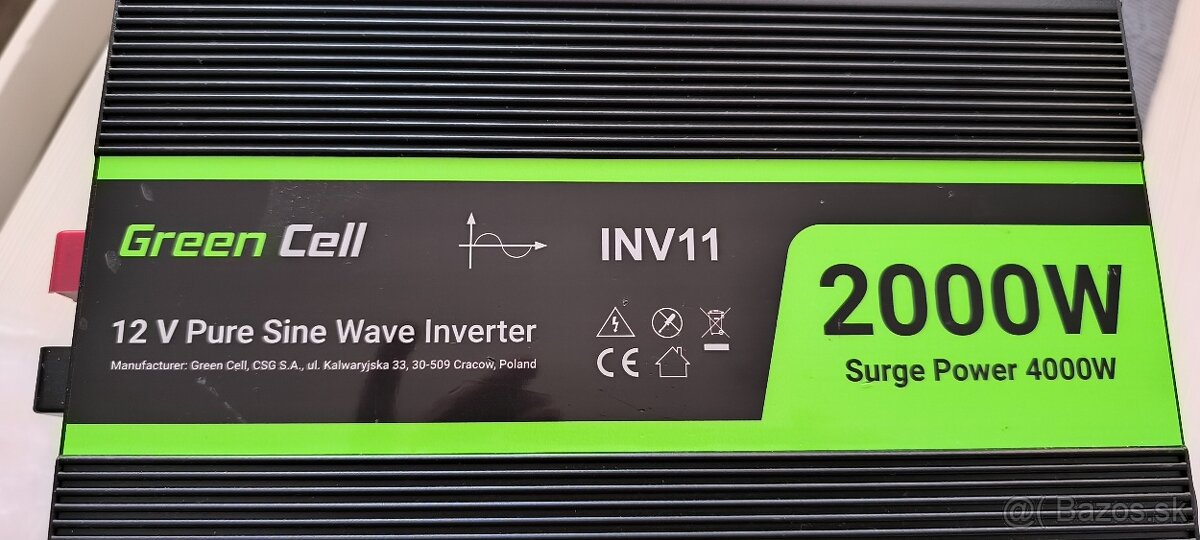 Green Cell
INV11
2000W
12 V Pure Sine Wave Inverter
Surge Power 4000W
Manufacturer: Green Cell, CSG S.A., ul. Kalwaryjska 33, 30-509 Cracow, Poland
CE
@( Bazos.sk